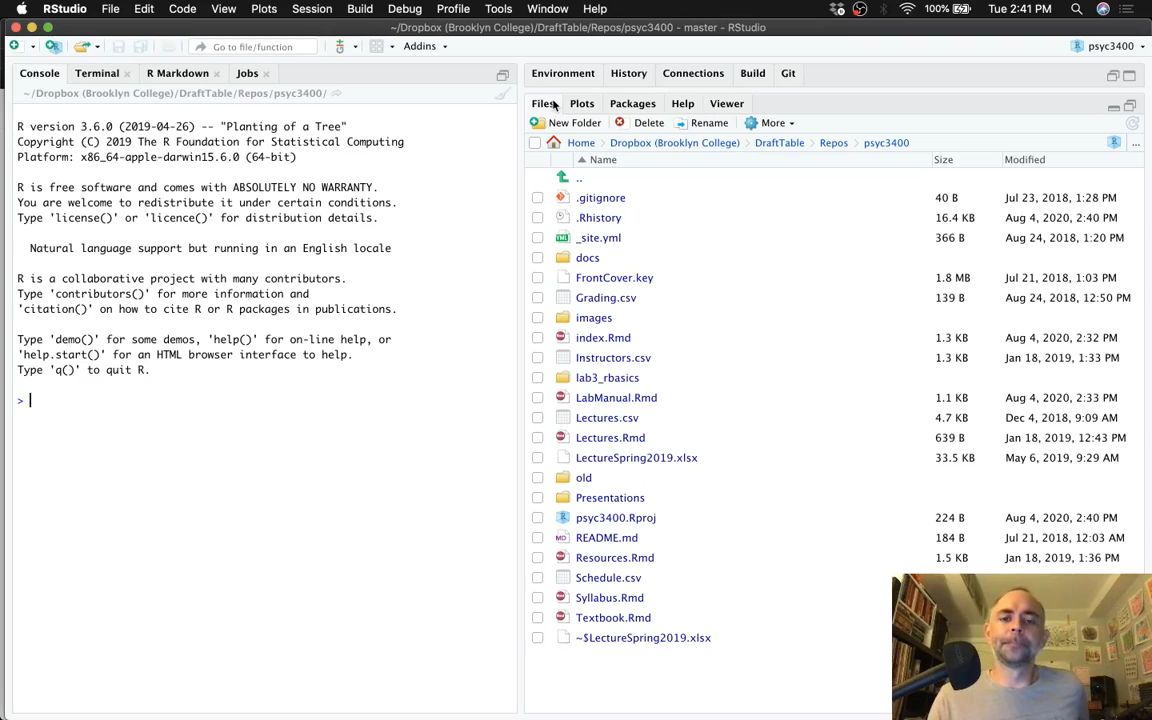 RStudio File Edit Code View Plots Session Build Debug Profile Tools Window Help 100% Tue 2:41 PM
~/Dropbox (Brooklyn College)/DraftTable/Repos/psyc3400 - master - RStudio
Go to file/function Addins psyc3400
Console Terminal R Markdown Jobs
~/Dropbox (Brooklyn College)/DraftTable/Repos/psyc3400/
R version 3.6.0 (2019-04-26) -- "Planting of a Tree"
Copyright (C) 2019 The R Foundation for Statistical Computing
Platform: x86_64-apple-darwin15.6.0 (64-bit)
R is free software and comes with ABSOLUTELY NO WARRANTY.
You are welcome to redistribute it under certain conditions.
Type 'license()' or 'licence()' for distribution details.
Natural language support but running in an English locale
R is a collaborative project with many contributors.
Type 'contributors()' for more information and
'citation()' on how to cite R or R packages in publications.
Type 'demo()' for some demos, 'help()' for on-line help, or
'help.start()' for an HTML browser interface to help.
Type 'q()' to quit R.
>
Environment History Connections Build Git
Files Plots Packages Help Viewer
New Folder Delete Rename More
Home Dropbox (Brooklyn College) DraftTable Repos psyc3400 ...
Name Size Modified
..
.gitignore 40 B Jul 23, 2018, 1:28 PM
.Rhistory 16.4 KB Aug 4, 2020, 2:40 PM
_site.yml 366 B Aug 24, 2018, 1:20 PM
docs
FrontCover.key 1.8 MB Jul 21, 2018, 1:03 PM
Grading.csv 139 B Aug 24, 2018, 12:50 PM
images
index.Rmd 1.3 KB Aug 4, 2020, 2:32 PM
Instructors.csv 1.3 KB Jan 18, 2019, 1:33 PM
lab3_rbasics
LabManual.Rmd 1.1 KB Aug 4, 2020, 2:33 PM
Lectures.csv 4.7 KB Dec 4, 2018, 9:09 AM
Lectures.Rmd 639 B Jan 18, 2019, 12:43 PM
LectureSpring2019.xlsx 33.5 KB May 6, 2019, 9:29 AM
old
Presentations
psyc3400.Rproj 224 B Aug 4, 2020, 2:40 PM
README.md 184 B Jul 21, 2018, 12:03 AM
Resources.Rmd 1.5 KB Jan 18, 2019, 1:36 PM
Schedule.csv
Syllabus.Rmd
Textbook.Rmd
~$LectureSpring2019.xlsx